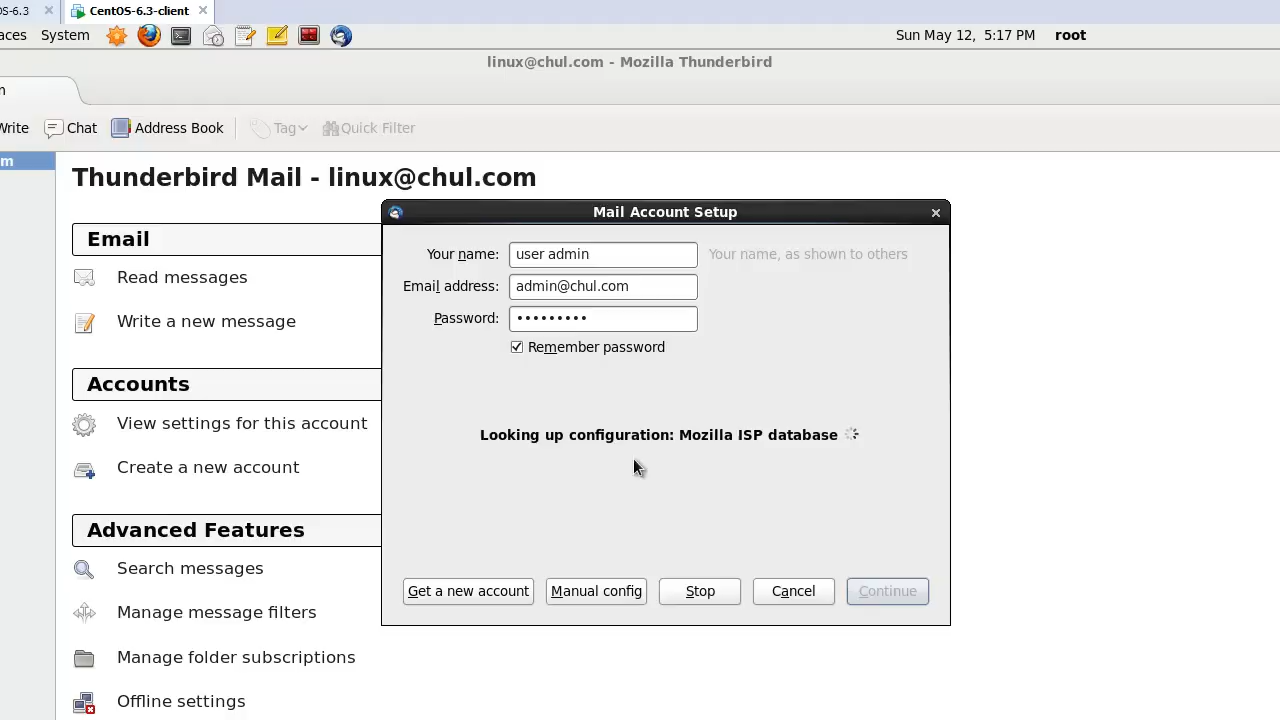 OS-6.3 CentOS-6.3-client
aces System Sun May 12, 5:17 PM root
linux@chul.com - Mozilla Thunderbird
m
Write Chat Address Book Tag Quick Filter
m
Thunderbird Mail - linux@chul.com
Email
Read messages
Write a new message
Accounts
View settings for this account
Create a new account
Advanced Features
Search messages
Manage message filters
Manage folder subscriptions
Offline settings
Mail Account Setup
Your name: user admin Your name, as shown to others
Email address: admin@chul.com
Password: •••••••••
Remember password
Looking up configuration: Mozilla ISP database
Get a new account Manual config Stop Cancel Continue